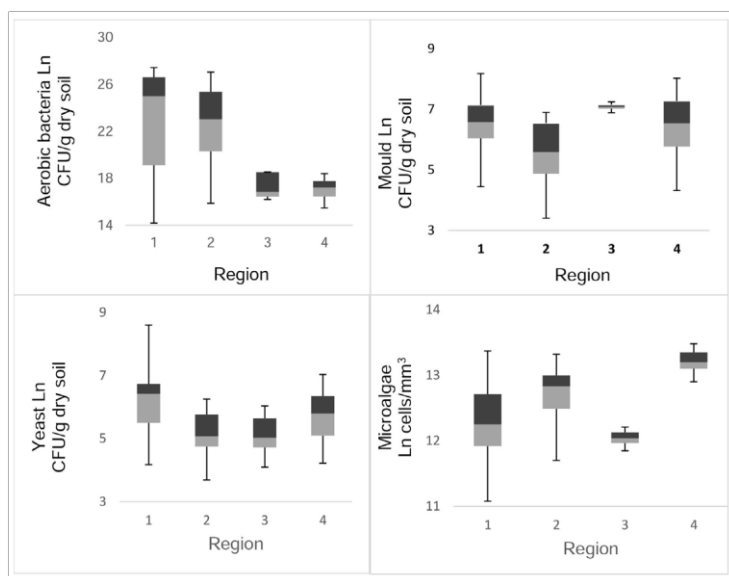 Aerobic bacteria Ln
CFU/g dry soil
30
26
22
18
14
1 2 3 4
Region
Mould Ln
CFU/g dry soil
9
7
5
3
1 2 3 4
Region
Yeast Ln
CFU/g dry soil
9
7
5
3
1 2 3 4
Region
Microalgae
Ln cells/mm³
14
13
12
11
1 2 3 4
Region